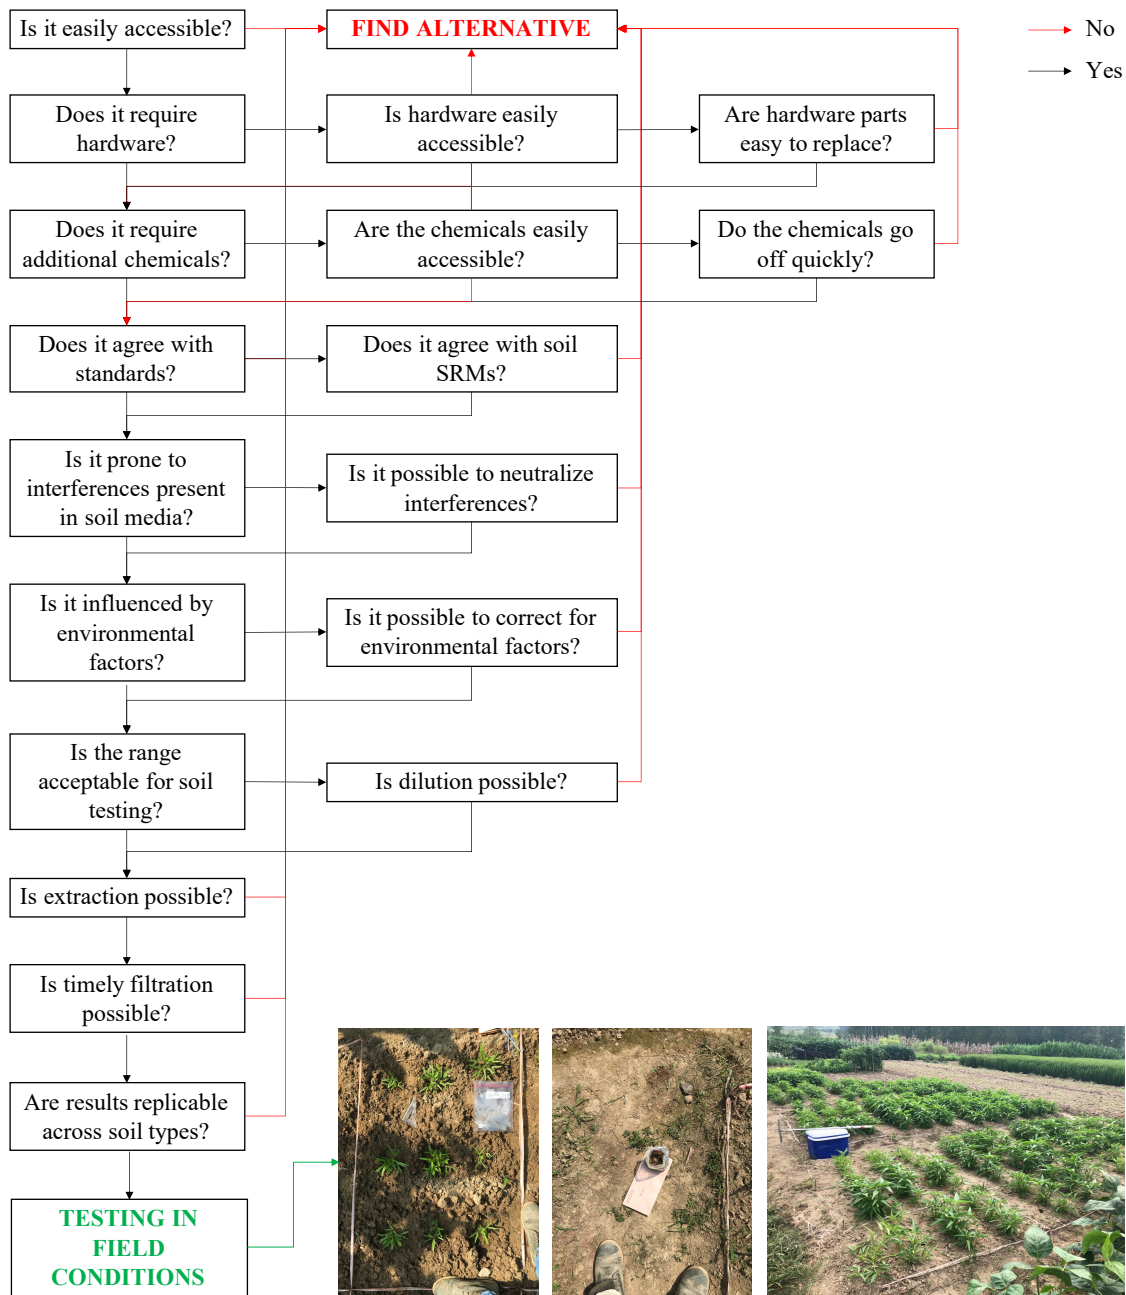 Is it easily accessible?
FIND ALTERNATIVE
No
Yes
Does it require
hardware?
Is hardware easily
accessible?
Are hardware parts
easy to replace?
Does it require
additional chemicals?
Are the chemicals easily
accessible?
Do the chemicals go
off quickly?
Does it agree with
standards?
Does it agree with soil
SRMs?
Is it prone to
interferences present
in soil media?
Is it possible to neutralize
interferences?
Is it influenced by
environmental
factors?
Is it possible to correct for
environmental factors?
Is the range
acceptable for soil
testing?
Is dilution possible?
Is extraction possible?
Is timely filtration
possible?
Are results replicable
across soil types?
TESTING IN
FIELD
CONDITIONS